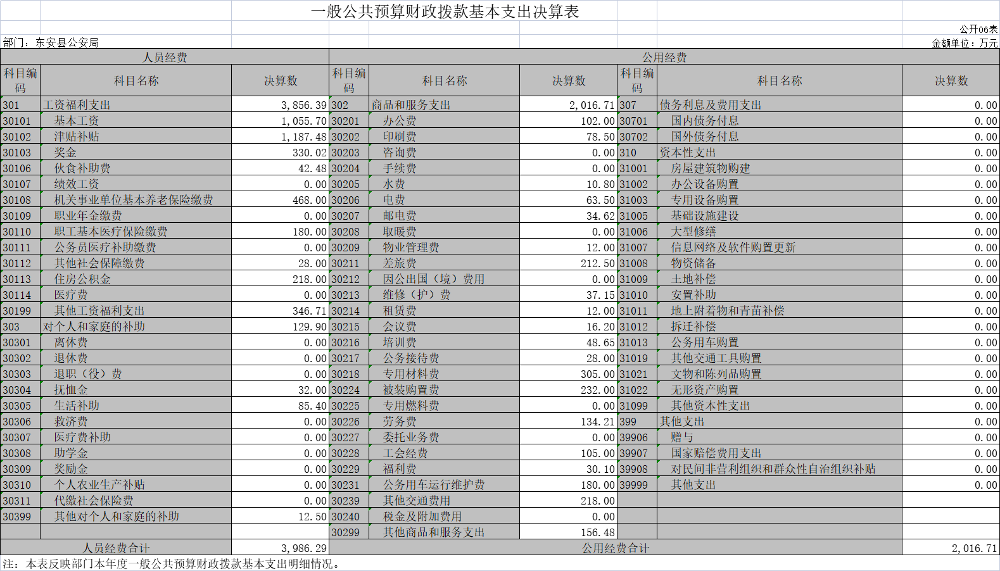 一般公共预算财政拨款基本支出决算表
公开06表
部门：东安县公安局 金额单位：万元
人员经费 公用经费
科目编码 科目名称 决算数 科目编码 科目名称 决算数 科目编码 科目名称 决算数
301 工资福利支出 3,856.39 302 商品和服务支出 2,016.71 307 债务利息及费用支出 0.00
30101 基本工资 1,055.70 30201 办公费 102.00 30701 国内债务付息 0.00
30102 津贴补贴 1,187.48 30202 印刷费 78.50 30702 国外债务付息 0.00
30103 奖金 330.02 30203 咨询费 0.00 310 资本性支出 0.00
30106 伙食补助费 42.48 30204 手续费 0.00 31001 房屋建筑物购建 0.00
30107 绩效工资 0.00 30205 水费 10.80 31002 办公设备购置 0.00
30108 机关事业单位基本养老保险缴费 468.00 30206 电费 63.50 31003 专用设备购置 0.00
30109 职业年金缴费 0.00 30207 邮电费 34.62 31005 基础设施建设 0.00
30110 职工基本医疗保险缴费 180.00 30208 取暖费 0.00 31006 大型修缮 0.00
30111 公务员医疗补助缴费 0.00 30209 物业管理费 12.00 31007 信息网络及软件购置更新 0.00
30112 其他社会保障缴费 28.00 30211 差旅费 212.50 31008 物资储备 0.00
30113 住房公积金 218.00 30212 因公出国（境）费用 0.00 31009 土地补偿 0.00
30114 医疗费 0.00 30213 维修（护）费 37.15 31010 安置补助 0.00
30199 其他工资福利支出 346.71 30214 租赁费 12.00 31011 地上附着物和青苗补偿 0.00
303 对个人和家庭的补助 129.90 30215 会议费 16.20 31012 拆迁补偿 0.00
30301 离休费 0.00 30216 培训费 48.65 31013 公务用车购置 0.00
30302 退休费 0.00 30217 公务接待费 28.00 31019 其他交通工具购置 0.00
30303 退职（役）费 0.00 30218 专用材料费 305.00 31021 文物和陈列品购置 0.00
30304 抚恤金 32.00 30224 被装购置费 232.00 31022 无形资产购置 0.00
30305 生活补助 85.40 30225 专用燃料费 0.00 31099 其他资本性支出 0.00
30306 救济费 0.00 30226 劳务费 134.21 399 其他支出 0.00
30307 医疗费补助 0.00 30227 委托业务费 0.00 39906 赠与 0.00
30308 助学金 0.00 30228 工会经费 105.00 39907 国家赔偿费用支出 0.00
30309 奖励金 0.00 30229 福利费 30.10 39908 对民间非营利组织和群众性自治组织补贴 0.00
30310 个人农业生产补贴 0.00 30231 公务用车运行维护费 180.00 39999 其他支出 0.00
30311 代缴社会保险费 0.00 30239 其他交通费用 218.00
30399 其他对个人和家庭的补助 12.50 30240 税金及附加费用 0.00
30299 其他商品和服务支出 156.48
人员经费合计 3,986.29 公用经费合计 2,016.71
注：本表反映部门本年度一般公共预算财政拨款基本支出明细情况。